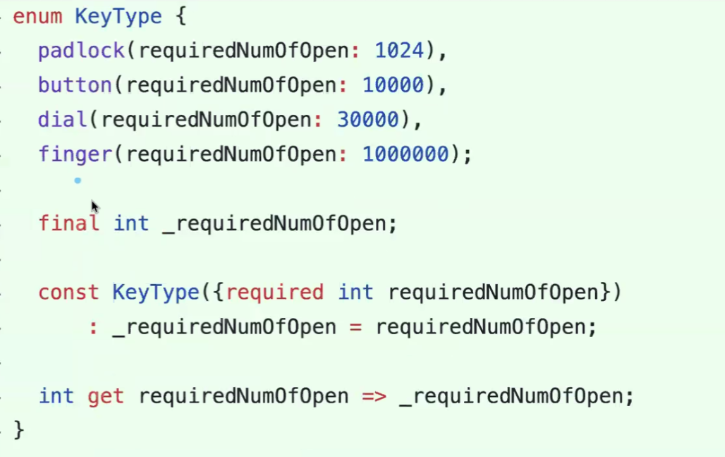 enum KeyType {
  padlock(requiredNumOfOpen: 1024),
  button(requiredNumOfOpen: 10000),
  dial(requiredNumOfOpen: 30000),
  finger(requiredNumOfOpen: 1000000);

  final int _requiredNumOfOpen;

  const KeyType({required int requiredNumOfOpen})
      : _requiredNumOfOpen = requiredNumOfOpen;

  int get requiredNumOfOpen => _requiredNumOfOpen;
}